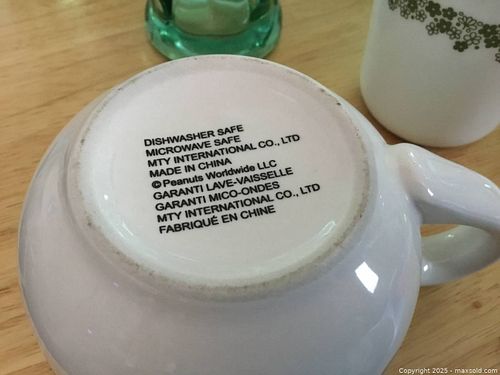 DISHWASHER SAFE
MICROWAVE SAFE
MTY INTERNATIONAL CO., LTD
MADE IN CHINA
©Peanuts Worldwide LLC
GARANTI LAVE-VAISSELLE
GARANTI MICO-ONDES
MTY INTERNATIONAL CO., LTD
FABRIQUÉ EN CHINE
Copyright 2025 - maxsold.com